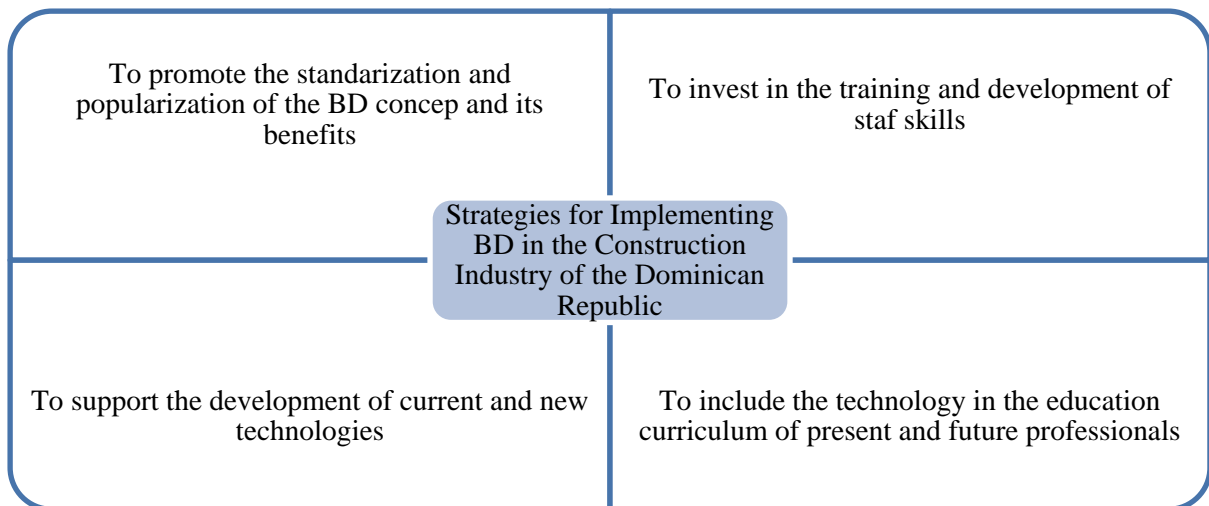 To promote the standarization and
popularization of the BD concep and its
benefits
To invest in the training and development of
staf skills
Strategies for Implementing
BD in the Construction
Industry of the Dominican
Republic
To support the development of current and new
technologies
To include the technology in the education
curriculum of present and future professionals